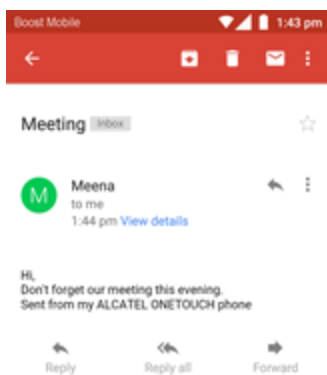 Boost Mobile 1:43 pm
Meeting Inbox
M
Meena
to me
1:44 pm View details
Hi,
Don't forget our meeting this evening.
Sent from my ALCATEL ONETOUCH phone
Reply Reply all Forward